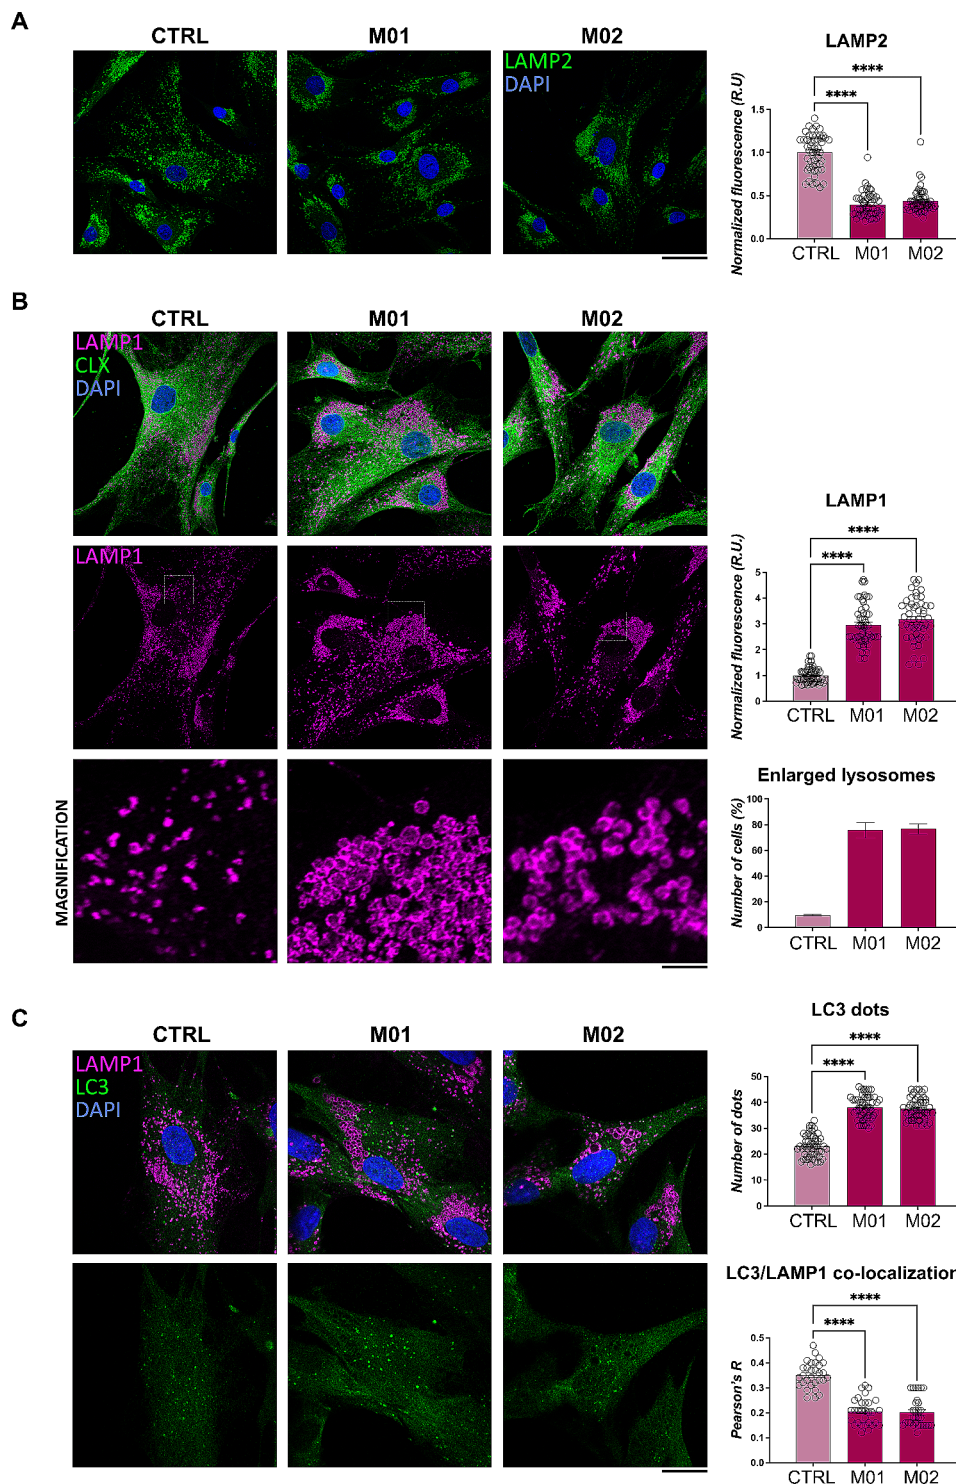 A
CTRL
M01
M02
LAMP2
DAPI
LAMP2
****
****
Normalized fluorescence (R.U)
1.5
1.0
0.5
0.0
CTRL
M01
M02
B
CTRL
M01
M02
LAMP1
CLX
DAPI
LAMP1
MAGNIFICATION
LAMP1
****
****
Normalized fluorescence (R.U.)
5
4
3
2
1
0
CTRL
M01
M02
Enlarged lysosomes
Number of cells (%)
100
80
60
40
20
0
CTRL
M01
M02
C
CTRL
M01
M02
LAMP1
LC3
DAPI
LC3 dots
****
****
Number of dots
50
40
30
20
10
0
CTRL
M01
M02
LC3/LAMP1 co-localization
****
****
Pearson's R
0.5
0.4
0.3
0.2
0.1
0.0
CTRL
M01
M02